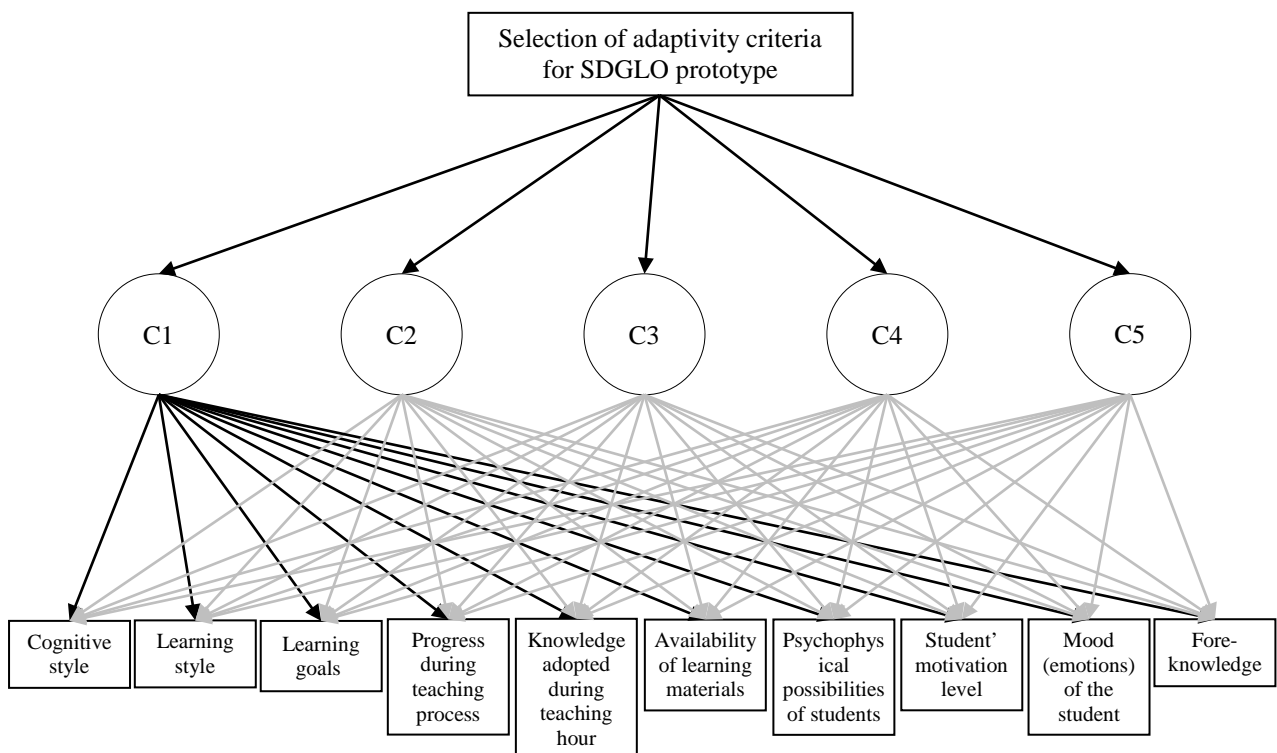 Selection of adaptivity criteria
for SDGLO prototype
C1
C2
C3
C4
C5
Cognitive
style
Learning
style
Learning
goals
Progress
during
teaching
process
Knowledge
adopted
during
teaching
hour
Availability
of learning
materials
Psychophys
ical
possibilities
of students
Student’
motivation
level
Mood
(emotions)
of the
student
Fore-
knowledge